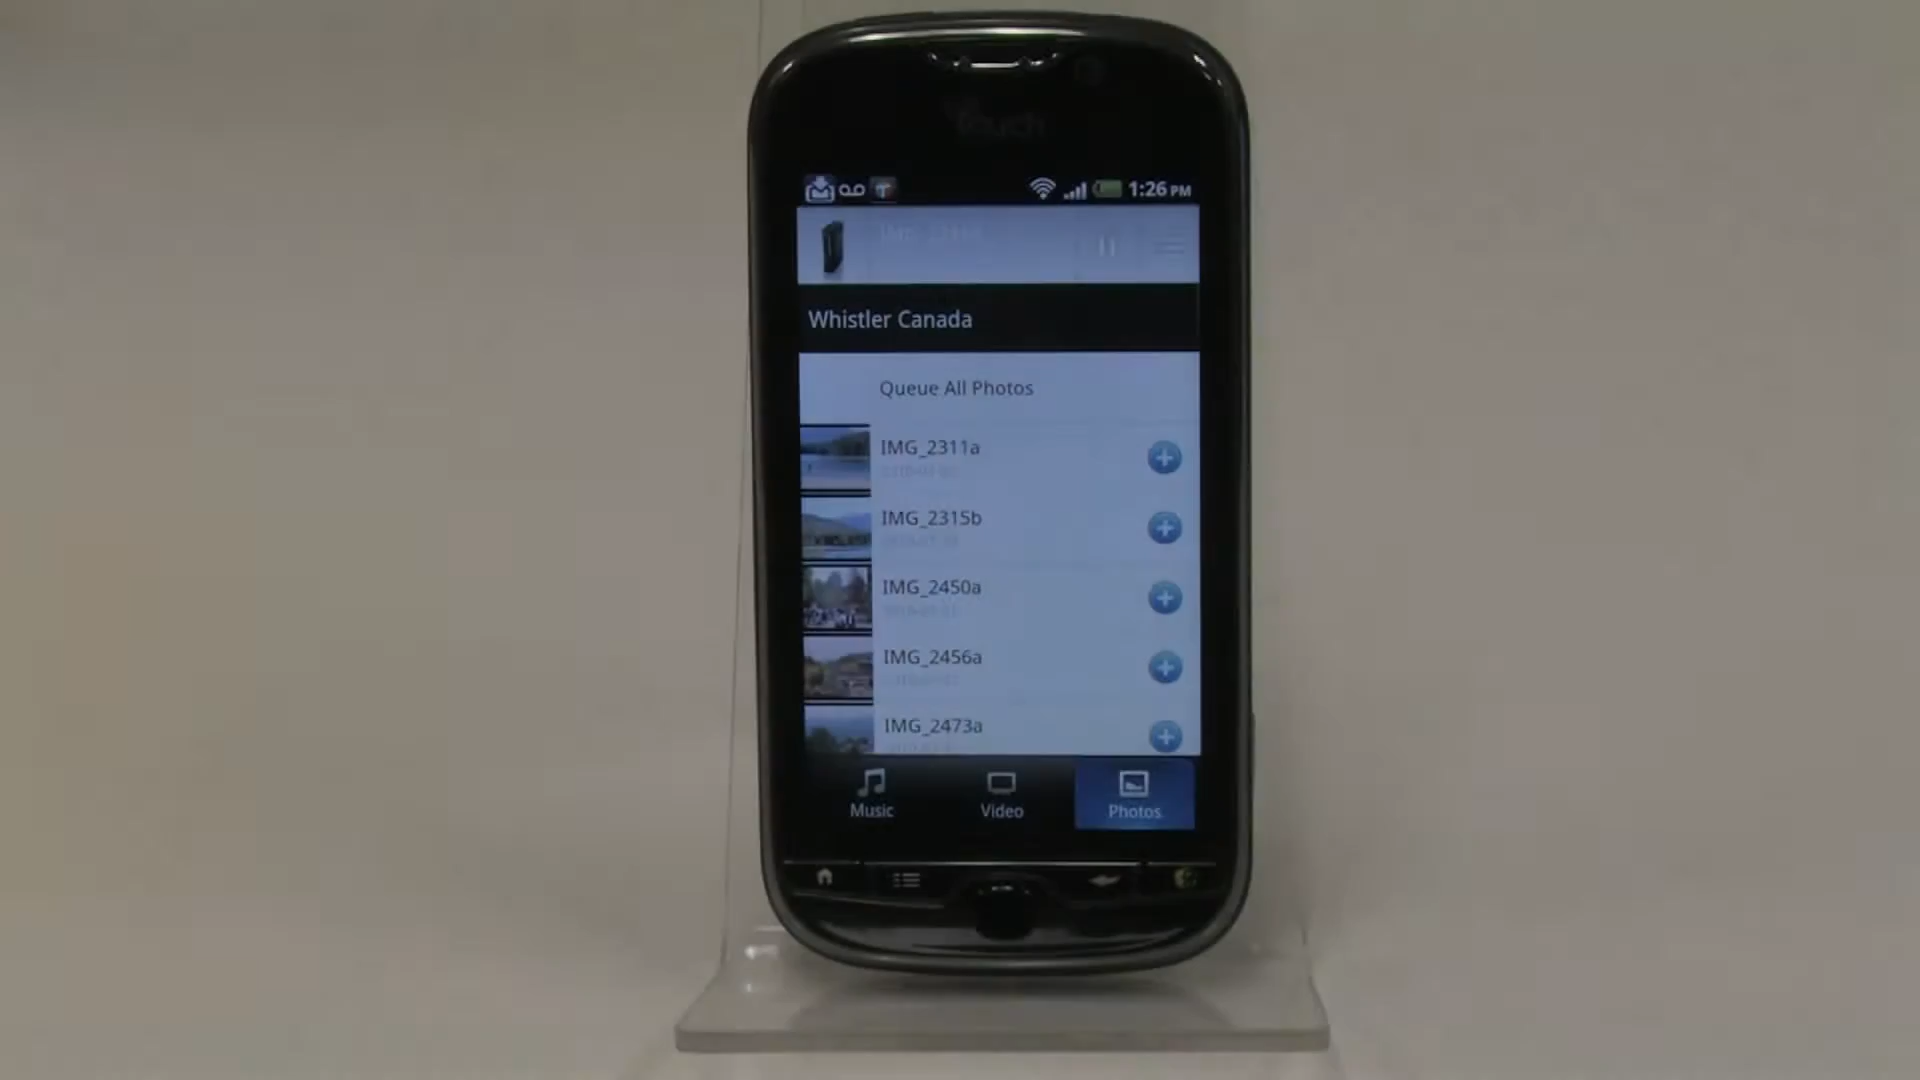 1:26 PM
Whistler Canada
Queue All Photos
IMG_2311a
IMG_2315b
IMG_2450a
IMG_2456a
IMG_2473a
Music
Video
Photos